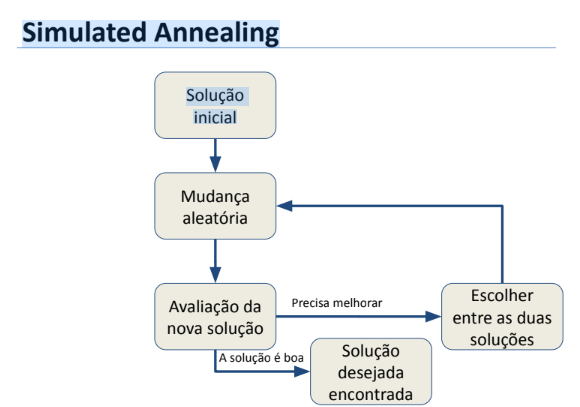 Simulated Annealing
Solução
inicial
Mudança
aleatória
Avaliação da
nova solução
Precisa melhorar
Escolher
entre as duas
soluções
A solução é boa
Solução
desejada
encontrada